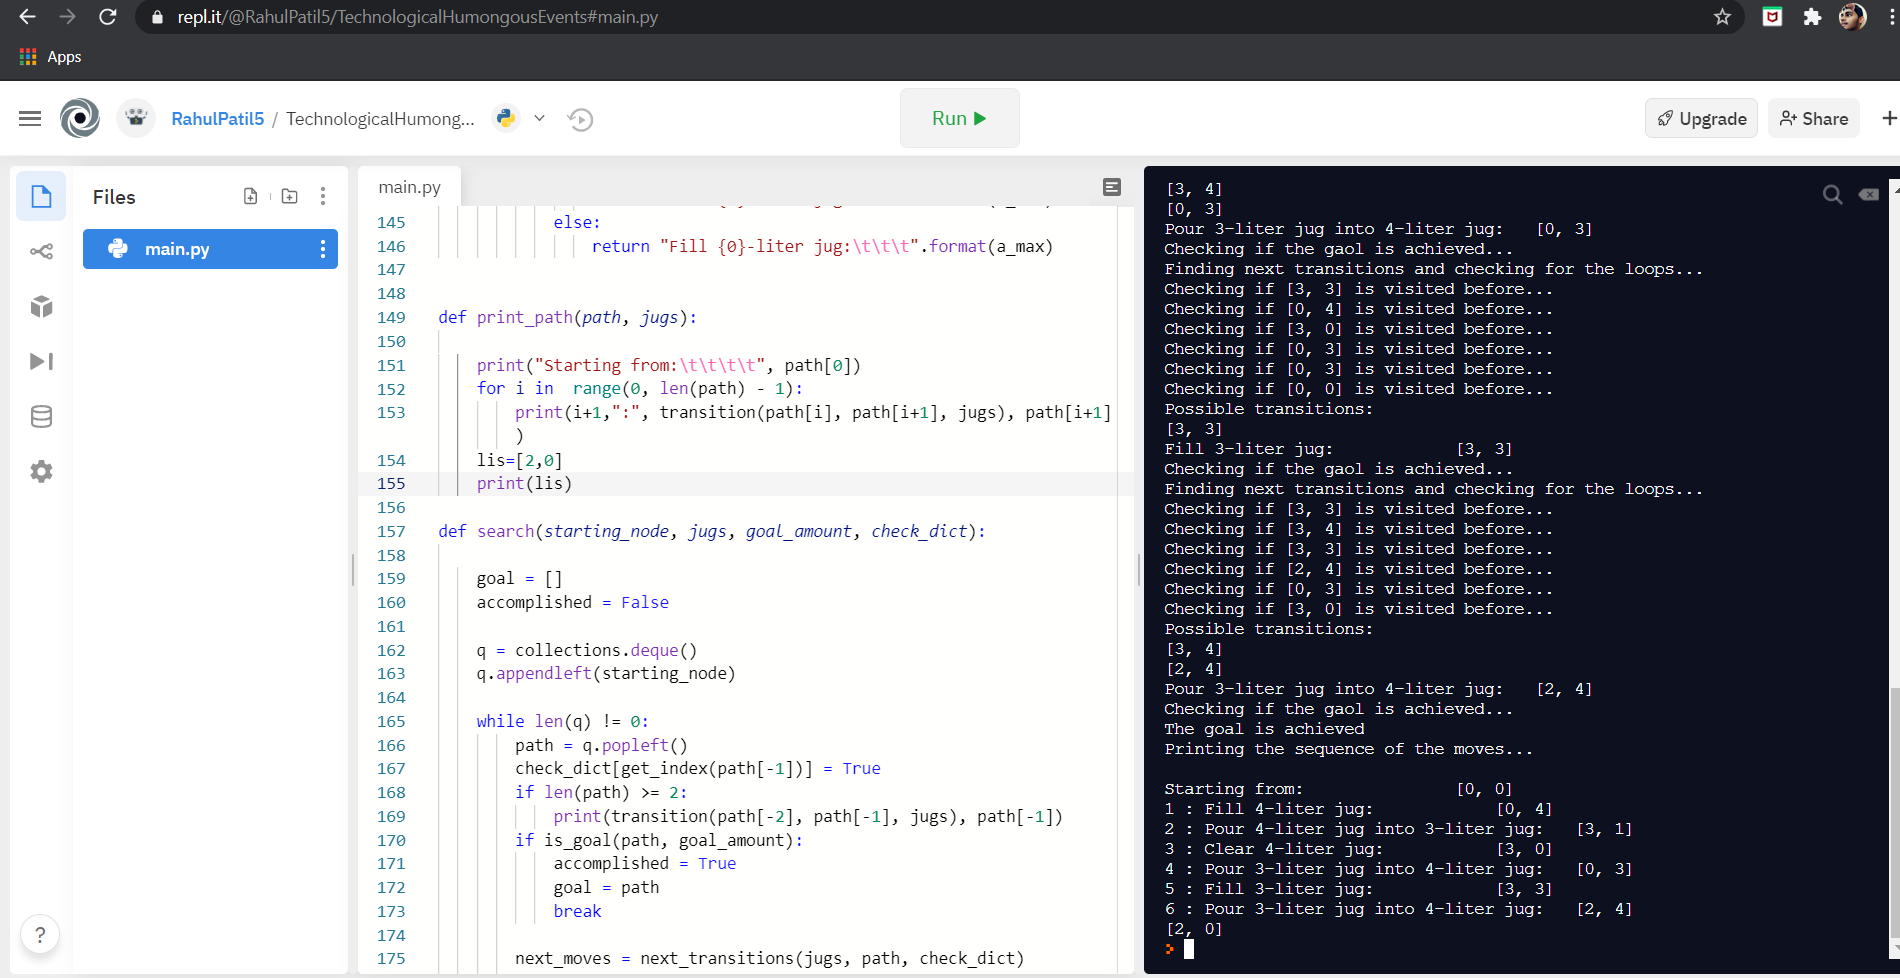 repl.it/@RahulPatil5/TechnologicalHumongousEvents#main.py
Apps
RahulPatil5 / TechnologicalHumong...
Run
Upgrade
Share
Files
main.py
main.py
145 else:
146 return "Fill {0}-liter jug:\t\t\t".format(a_max)
147
148
149 def print_path(path, jugs):
150
151 print("Starting from:\t\t\t\t", path[0])
152 for i in  range(0, len(path) - 1):
153 print(i+1,":", transition(path[i], path[i+1], jugs), path[i+1]
)
154 lis=[2,0]
155 print(lis)
156
157 def search(starting_node, jugs, goal_amount, check_dict):
158
159 goal = []
160 accomplished = False
161
162 q = collections.deque()
163 q.appendleft(starting_node)
164
165 while len(q) != 0:
166 path = q.popleft()
167 check_dict[get_index(path[-1])] = True
168 if len(path) >= 2:
169 print(transition(path[-2], path[-1], jugs), path[-1])
170 if is_goal(path, goal_amount):
171 accomplished = True
172 goal = path
173 break
174
175 next_moves = next_transitions(jugs, path, check_dict)
[3, 4]
[0, 3]
Pour 3-liter jug into 4-liter jug: [0, 3]
Checking if the gaol is achieved...
Finding next transitions and checking for the loops...
Checking if [3, 3] is visited before...
Checking if [0, 4] is visited before...
Checking if [3, 0] is visited before...
Checking if [0, 3] is visited before...
Checking if [0, 3] is visited before...
Checking if [0, 0] is visited before...
Possible transitions:
[3, 3]
Fill 3-liter jug: [3, 3]
Checking if the gaol is achieved...
Finding next transitions and checking for the loops...
Checking if [3, 3] is visited before...
Checking if [3, 4] is visited before...
Checking if [3, 3] is visited before...
Checking if [2, 4] is visited before...
Checking if [0, 3] is visited before...
Checking if [3, 0] is visited before...
Possible transitions:
[3, 4]
[2, 4]
Pour 3-liter jug into 4-liter jug: [2, 4]
Checking if the gaol is achieved...
The goal is achieved
Printing the sequence of the moves...
Starting from: [0, 0]
1 : Fill 4-liter jug: [0, 4]
2 : Pour 4-liter jug into 3-liter jug: [3, 1]
3 : Clear 4-liter jug: [3, 0]
4 : Pour 3-liter jug into 4-liter jug: [0, 3]
5 : Fill 3-liter jug: [3, 3]
6 : Pour 3-liter jug into 4-liter jug: [2, 4]
[2, 0]
>
?